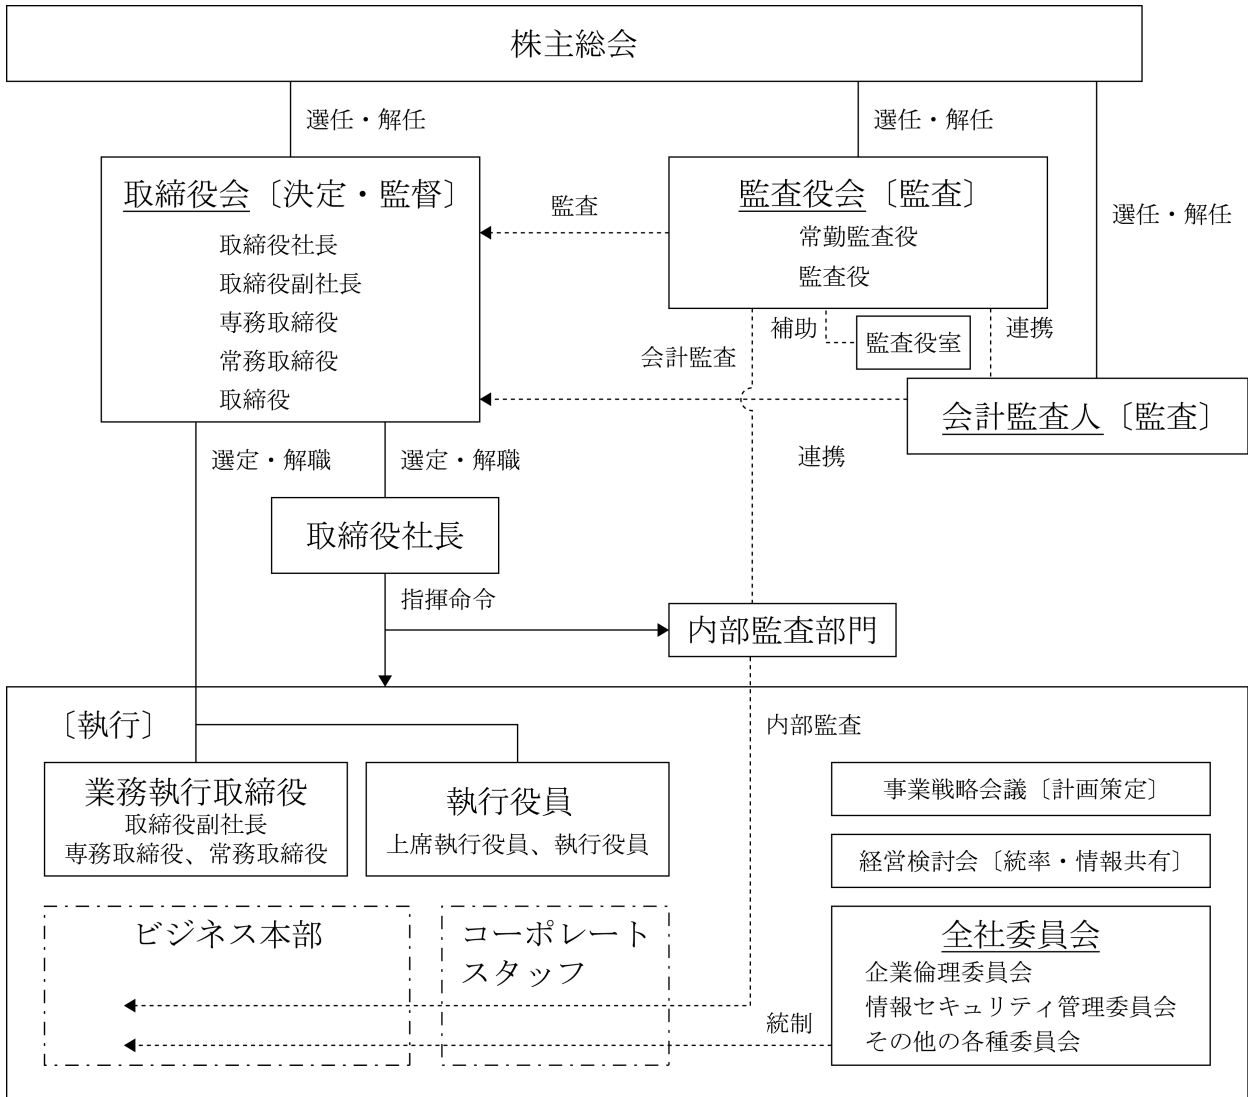 株主総会
選任・解任
選任・解任
選任・解任
取締役会〔決定・監督〕
取締役社長
取締役副社長
専務取締役
常務取締役
取締役
監査
監査役会〔監査〕
常勤監査役
監査役
補助
監査役室
連携
会計監査
会計監査人〔監査〕
連携
選定・解職
選定・解職
取締役社長
指揮命令
内部監査部門
〔執行〕
内部監査
業務執行取締役
取締役副社長
専務取締役、常務取締役
執行役員
上席執行役員、執行役員
事業戦略会議〔計画策定〕
経営検討会〔統率・情報共有〕
ビジネス本部
コーポレート
スタッフ
全社委員会
企業倫理委員会
情報セキュリティ管理委員会
その他の各種委員会
統制